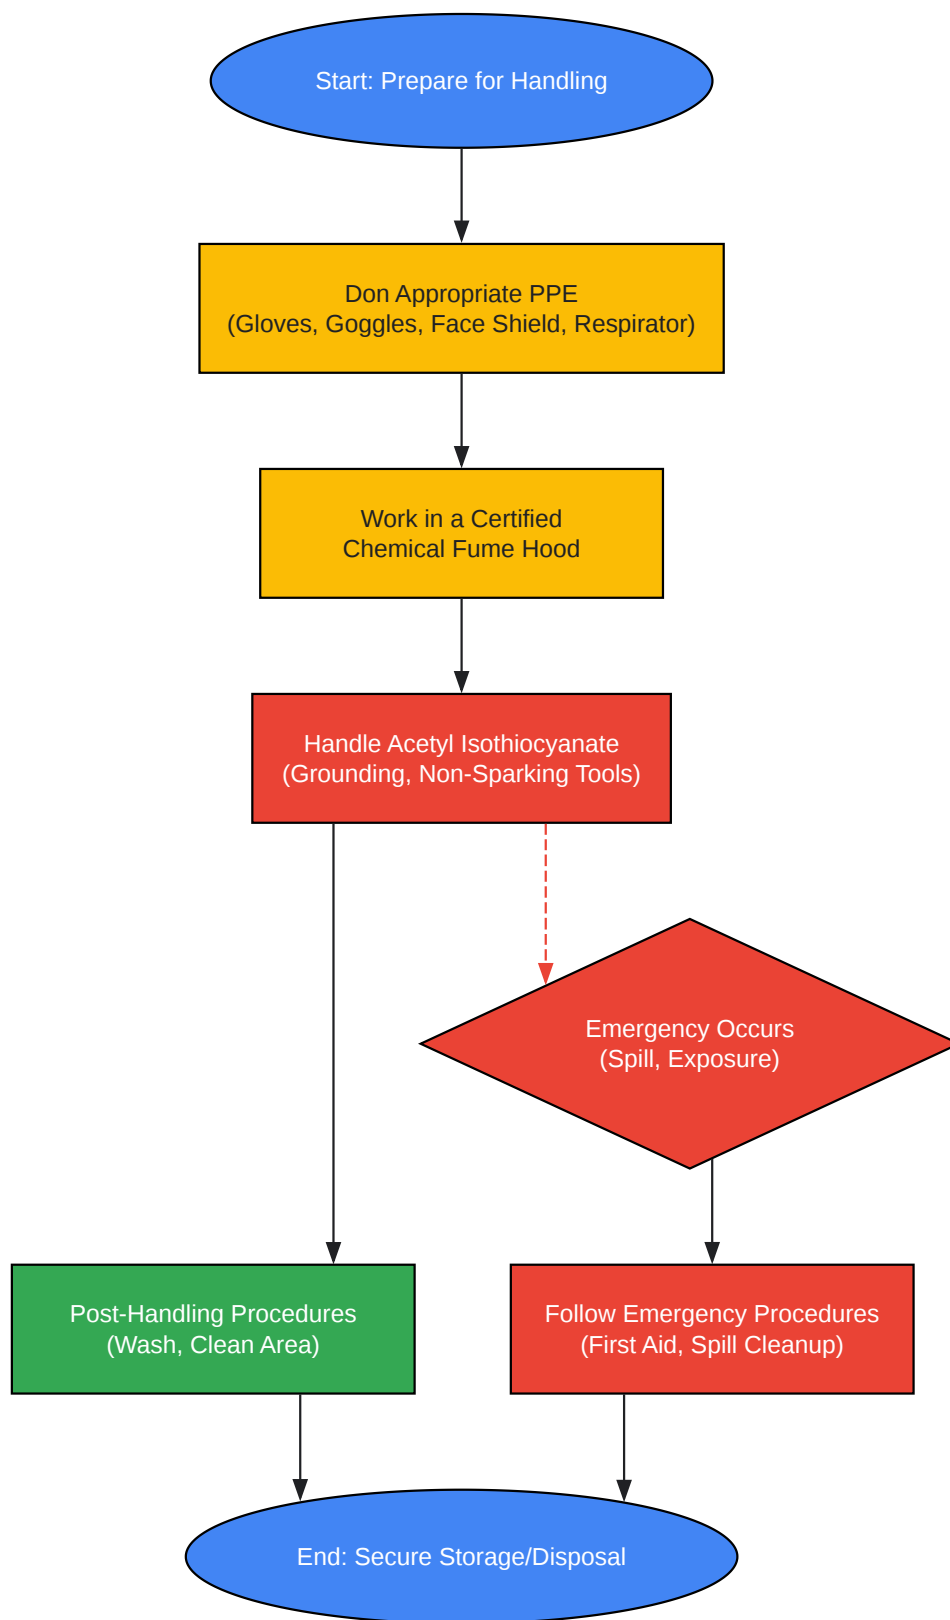 Start: Prepare for Handling
Don Appropriate PPE
(Gloves, Goggles, Face Shield, Respirator)
Work in a Certified
Chemical Fume Hood
Handle Acetyl Isothiocyanate
(Grounding, Non-Sparking Tools)
Emergency Occurs
(Spill, Exposure)
Post-Handling Procedures
(Wash, Clean Area)
Follow Emergency Procedures
(First Aid, Spill Cleanup)
End: Secure Storage/Disposal